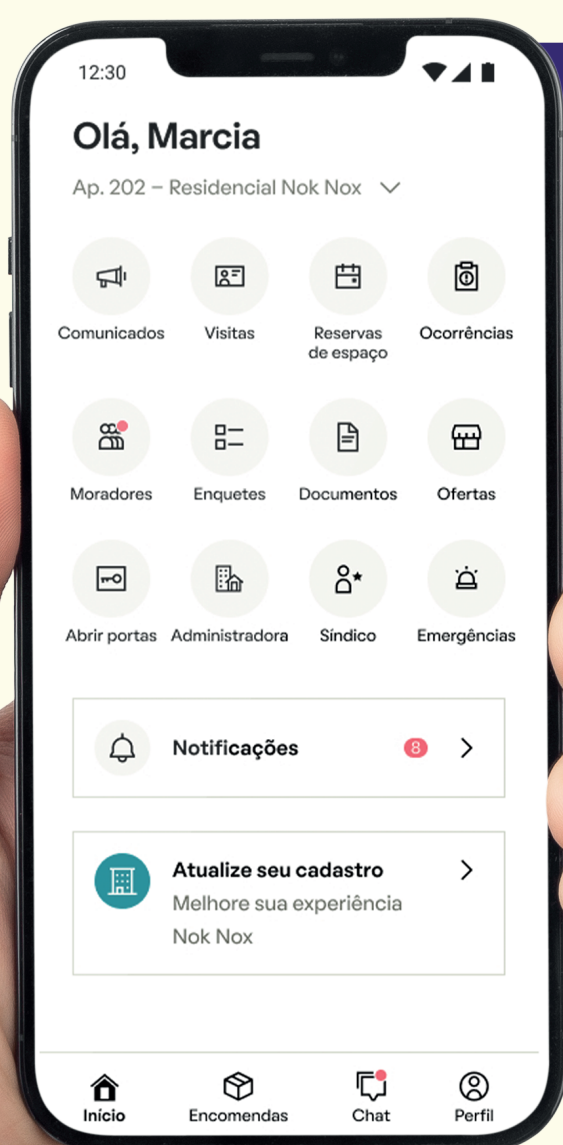 12:30
Olá, Marcia
Ap. 202 – Residencial Nok Nox
Comunicados
Visitas
Reservas
de espaço
Ocorrências
Moradores
Enquetes
Documentos
Ofertas
Abrir portas
Administradora
Síndico
Emergências
Notificações
8
Atualize seu cadastro
Melhore sua experiência
Nok Nox
Início
Encomendas
Chat
Perfil